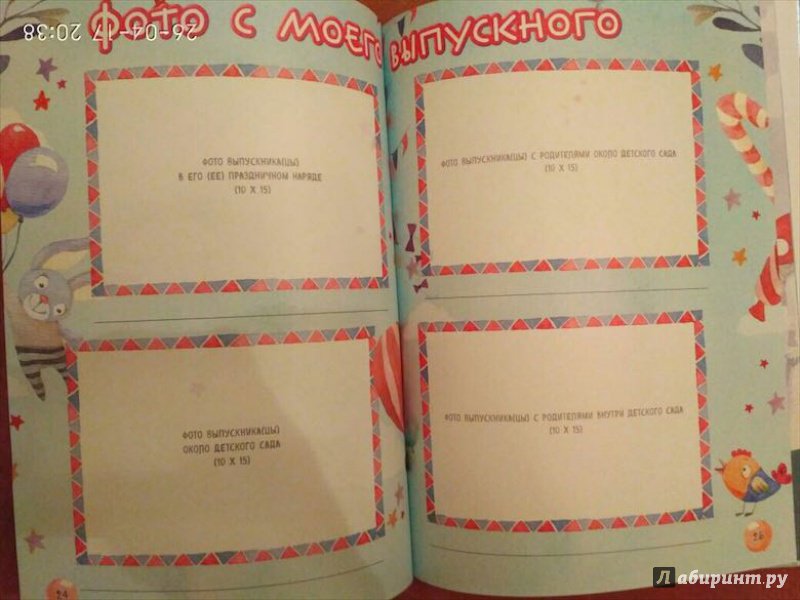 26-04-17 20:38
ФОТО С МОЕГО ВЫПУСКНОГО
ФОТО ВЫПУСКНИКА(ЦЫ)
В ЕГО (ЕЕ) ПРАЗДНИЧНОМ НАРЯДЕ
(10 X 15)
ФОТО ВЫПУСКНИКА(ЦЫ)
ОКОЛО ДЕТСКОГО САДА
(10 X 15)
24
ФОТО ВЫПУСКНИКА(ЦЫ) С РОДИТЕЛЯМИ ОКОЛО ДЕТСКОГО САДА
(10 X 15)
ФОТО ВЫПУСКНИКА(ЦЫ) С РОДИТЕЛЯМИ ВНУТРИ ДЕТСКОГО САДА
(10 X 15)
Лабиринт.ру